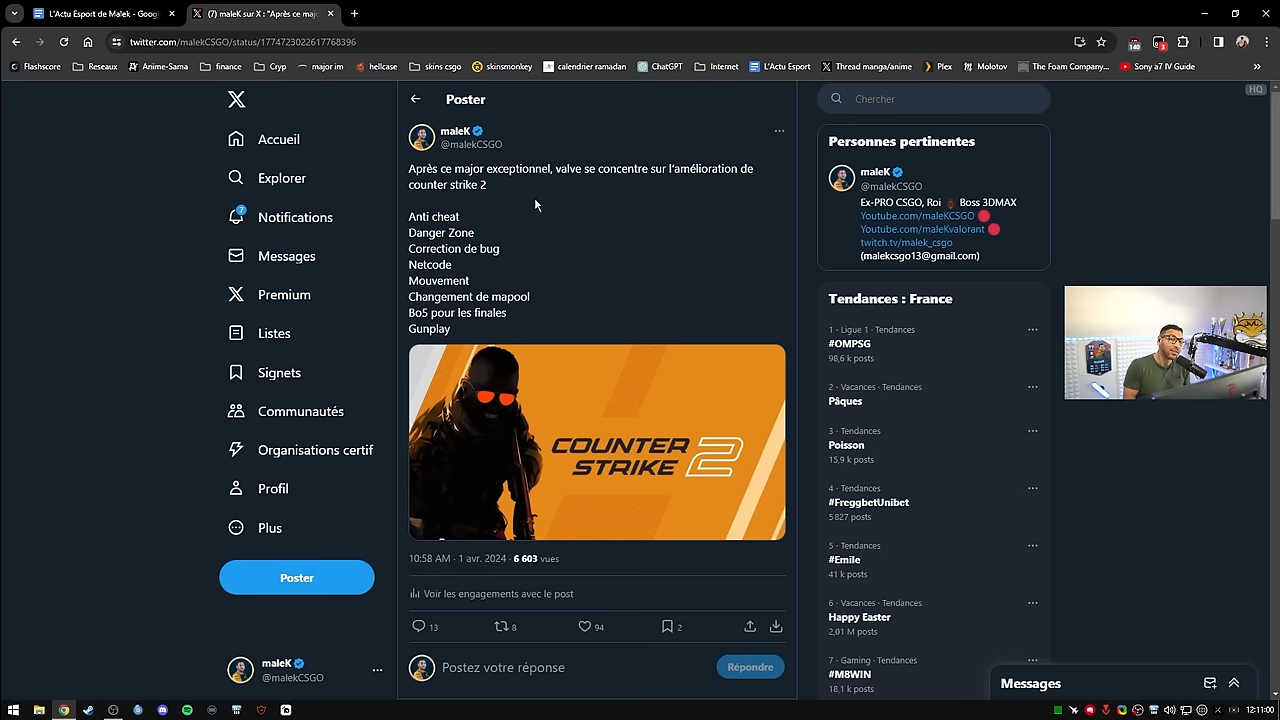 L'Actu Esport de Malek - Googl
(7) maleK sur X : "Après ce majo
twitter.com/malekCSGO/status/1774723022617768396
140
3
Flashscore
Reseaux
Anime-Sama
finance
Cryp
major im
hellcase
skins csgo
skinsmonkey
calendrier ramadan
ChatGPT
Internet
L'Actu Esport
Thread manga/anime
Plex
Molotov
The Foam Company...
Sony a7 IV Guide
HQ
Accueil
Explorer
7
Notifications
Messages
Premium
Listes
Signets
Communautés
Organisations certif
Profil
Plus
Poster
maleK
@malekCSGO
Poster
maleK
@malekCSGO
Après ce major exceptionnel, valve se concentre sur l'amélioration de
counter strike 2
Anti cheat
Danger Zone
Correction de bug
Netcode
Mouvement
Changement de mapool
Bo5 pour les finales
Gunplay
COUNTER
STRIKE 2
10:58 AM · 1 avr. 2024 · 6 603 vues
Voir les engagements avec le post
13
8
94
2
Postez votre réponse
Répondre
Chercher
Personnes pertinentes
maleK
@malekCSGO
Ex-PRO CSGO, Roi Boss 3DMAX
Youtube.com/maleKCSGO
Youtube.com/maleKvalorant
twitch.tv/malek_csgo
(malekcsgo13@gmail.com)
Tendances : France
1 · Ligue 1 · Tendances
#OMPSG
98,6 k posts
2 · Vacances · Tendances
Pâques
3 · Tendances
Poisson
15,9 k posts
4 · Tendances
#FreggbetUnibet
5 827 posts
5 · Tendances
#Emile
41 k posts
6 · Vacances · Tendances
Happy Easter
2,01 M posts
7 · Gaming · Tendances
#M8WIN
18,1 k posts
Messages
12:11:00